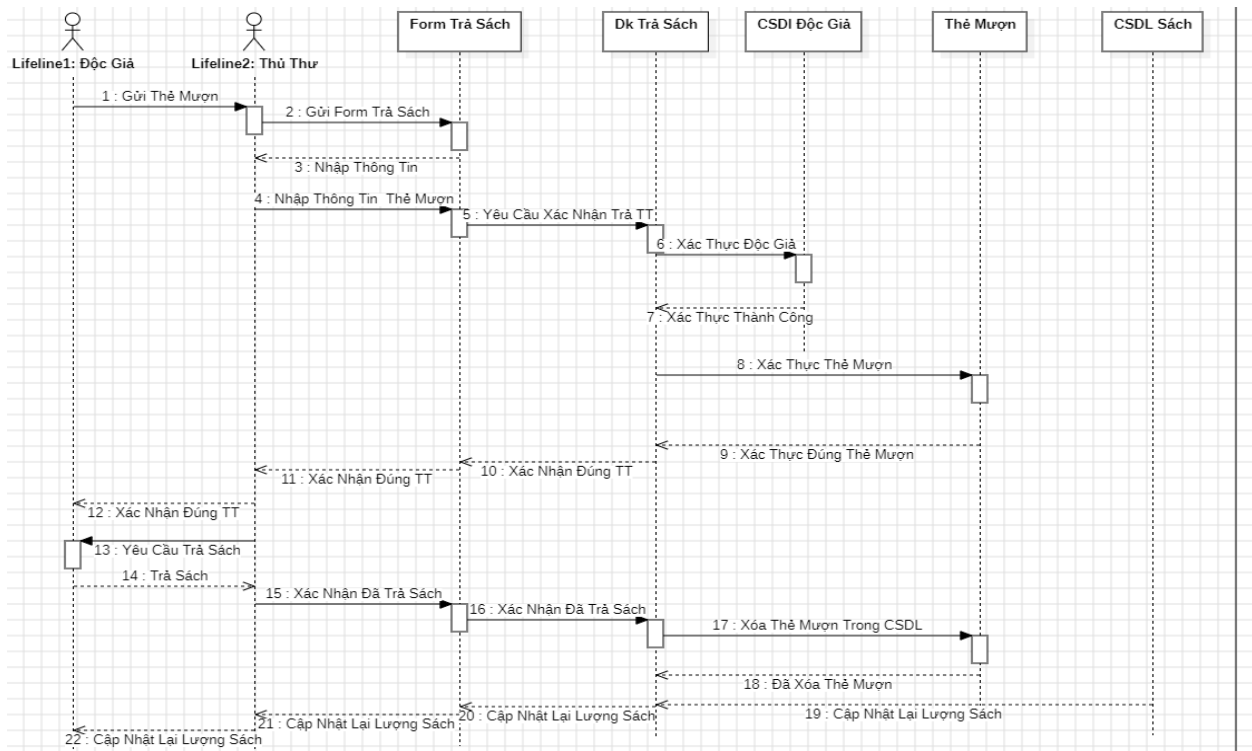 Form Trả Sách
Dk Trả Sách
CSDl Độc Giả
Thẻ Mượn
CSDL Sách
Lifeline1: Độc Giả
Lifeline2: Thủ Thư
1 : Gửi Thẻ Mượn
2 : Gửi Form Trả Sách
3 : Nhập Thông Tin
4 : Nhập Thông Tin  Thẻ Mượn
5 : Yêu Cầu Xác Nhận Trả TT
6 : Xác Thực Độc Giả
7 : Xác Thực Thành Công
8 : Xác Thực Thẻ Mượn
9 : Xác Thực Đúng Thẻ Mượn
10 : Xác Nhận Đúng TT
11 : Xác Nhận Đúng TT
12 : Xác Nhận Đúng TT
13 : Yêu Cầu Trả Sách
14 : Trả Sách
15 : Xác Nhận Đã Trả Sách
16 : Xác Nhận Đã Trả Sách
17 : Xóa Thẻ Mượn Trong CSDL
18 : Đã Xóa Thẻ Mượn
19 : Cập Nhật Lại Lượng Sách
20 : Cập Nhật Lại Lượng Sách
21 : Cập Nhật Lại Lượng Sách
22 : Cập Nhật Lại Lượng Sách